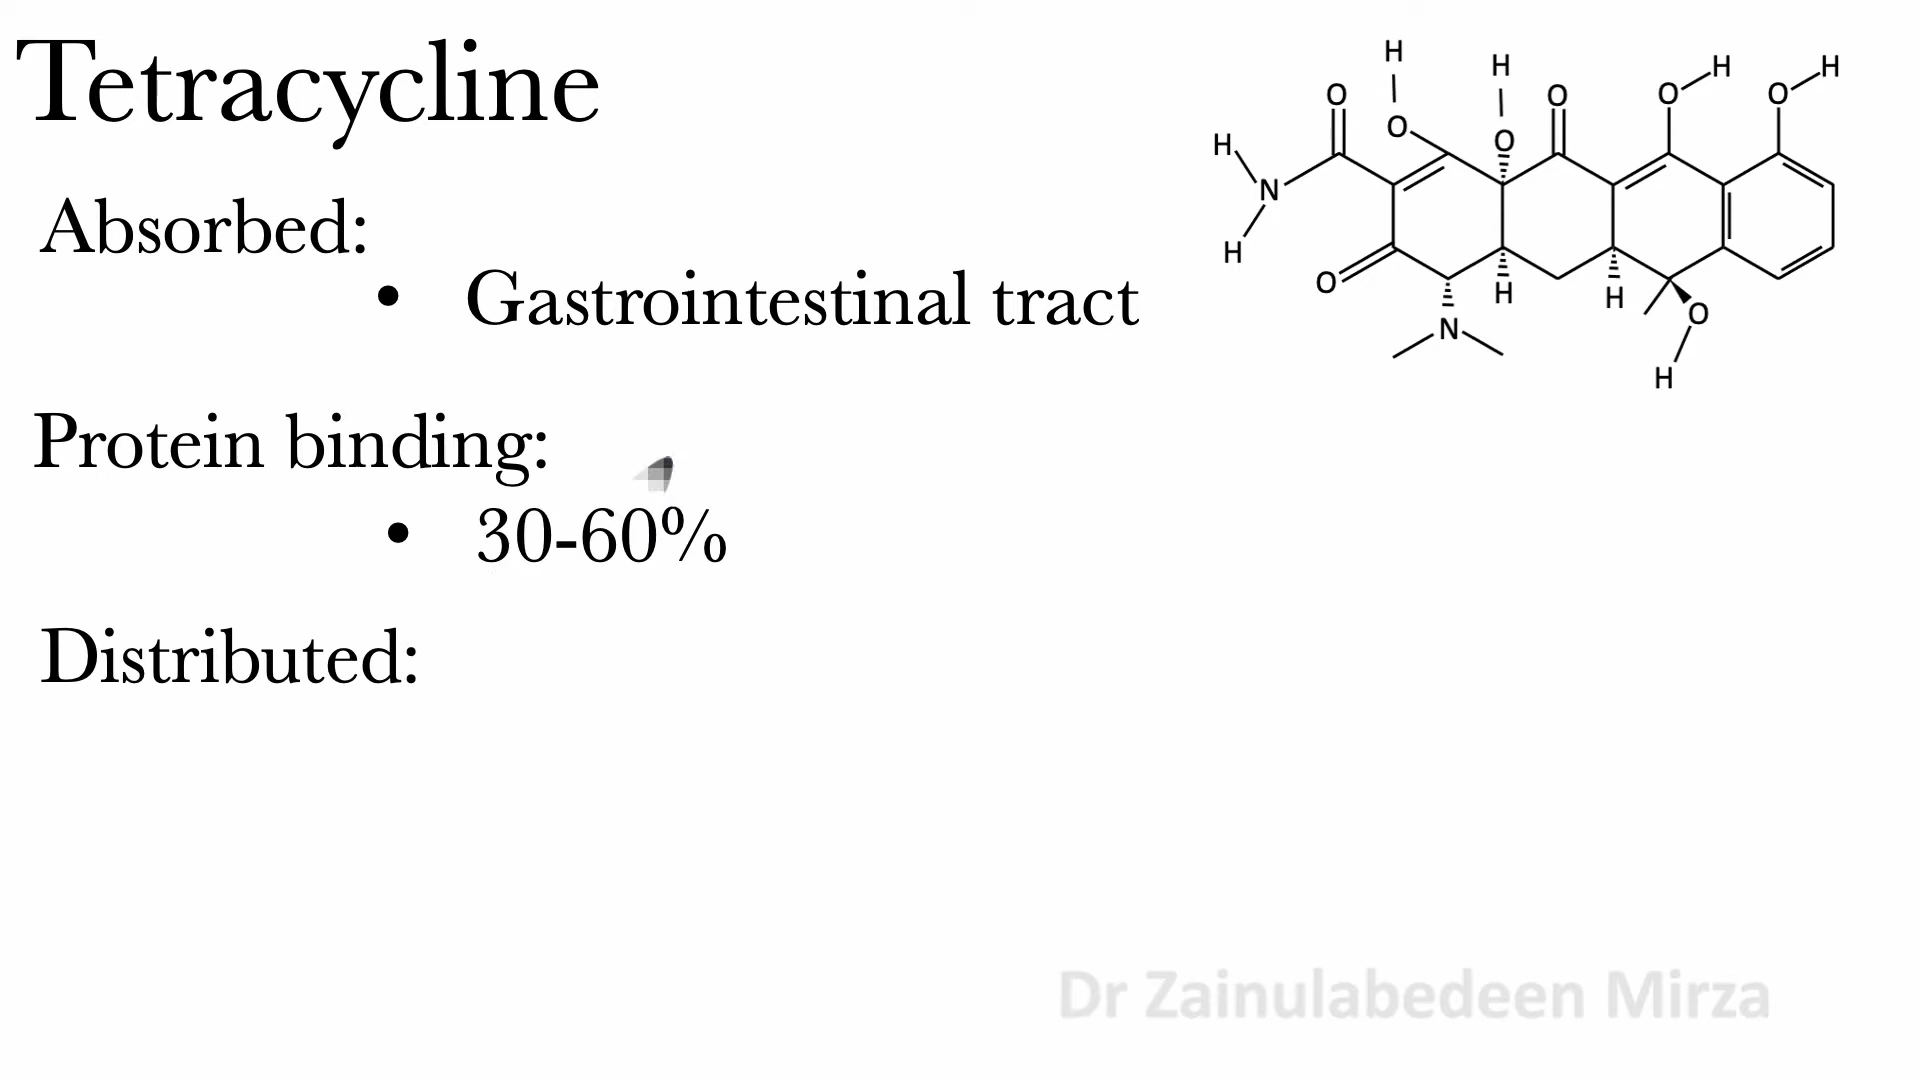 Tetracycline
Absorbed:
• Gastrointestinal tract
Protein binding:
• 30-60%
Distributed:
H
H
H
H
O
O
O
O
O
O
H
N
H
O
H
H
O
N
H
Dr Zainulabedeen Mirza